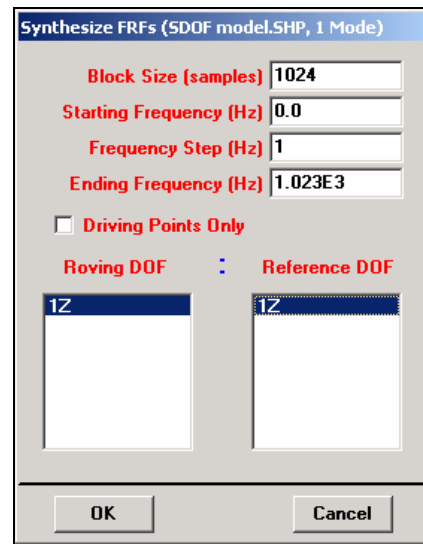 Synthesize FRFs (SDOF model.SHP, 1 Mode)
Block Size (samples) 1024
Starting Frequency (Hz) 0.0
Frequency Step (Hz) 1
Ending Frequency (Hz) 1.023E3
Driving Points Only
Roving DOF : Reference DOF
1Z 1Z
OK Cancel